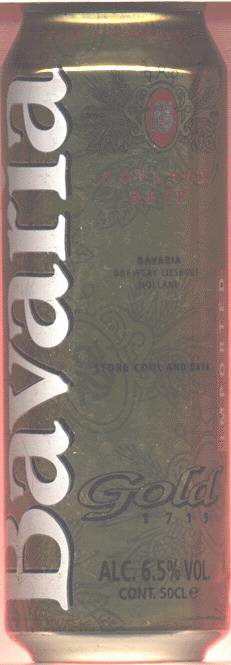 Bavaria
HOLLAND
BEER
BAVARIA
BREWERY LIESHOUT
HOLLAND
STORE COOL AND DARK
IMPORTED
Gold
1719
ALC. 6.5% VOL.
CONT. 50CL e